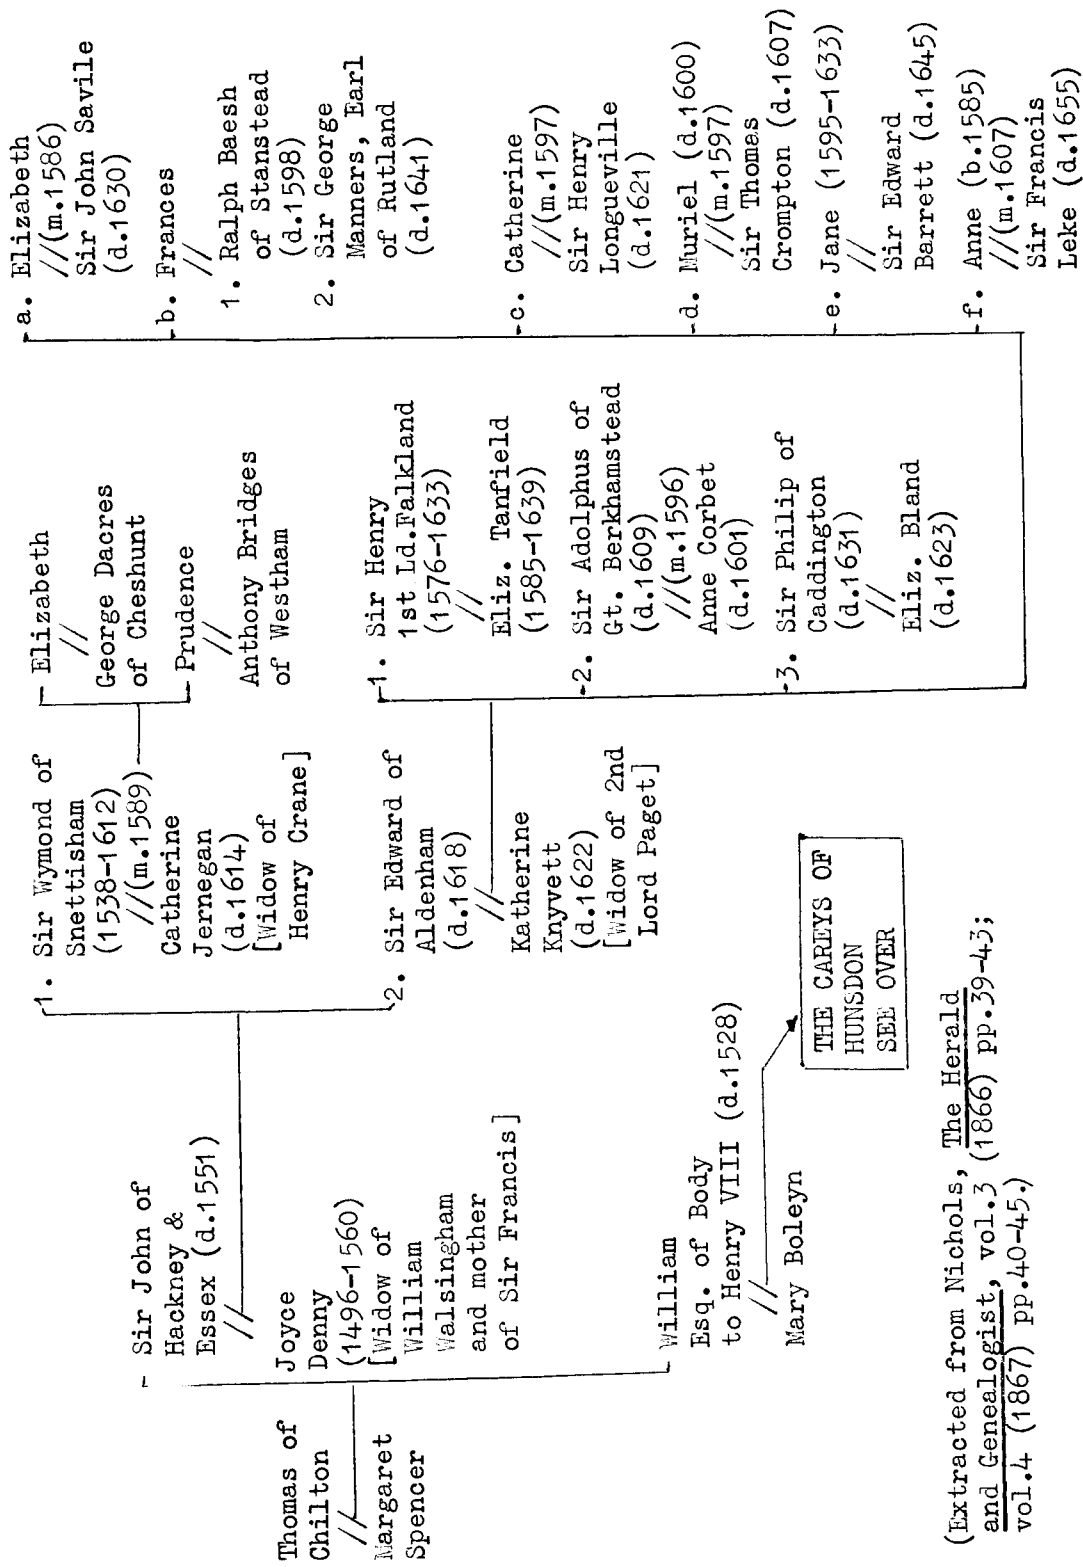 Thomas of
Chilton
//
Margaret
Spencer
Sir John of
Hackney &
Essex (d.1551)
//
Joyce
Denny
(1496-1560)
[Widow of
William
Walsingham
and mother
of Sir Francis]
William
Esq. of Body
to Henry VIII (d.1528)
//
Mary Boleyn
THE CAREYS OF
HUNSDON
SEE OVER
1. Sir Wymond of
Snettisham
(1538-1612)
//(m.1589)
Catherine
Jernegan
(d.1614)
[Widow of
Henry Crane]
2. Sir Edward of
Aldenham
(d.1618)
//
Katherine
Knyvett
(d.1622)
[Widow of 2nd
Lord Paget]
Elizabeth
//
George Dacres
of Cheshunt
Prudence
//
Anthony Bridges
of Westham
1. Sir Henry
1st Ld.Falkland
(1576-1633)
//
Eliz. Tanfield
(1585-1639)
2. Sir Adolphus of
Gt. Berkhamstead
(d.1609)
//(m.1596)
Anne Corbet
(d.1601)
3. Sir Philip of
Caddington
(d.1631)
//
Eliz. Bland
(d.1623)
a. Elizabeth
//(m.1586)
Sir John Savile
(d.1630)
b. Frances
//
1. Ralph Baesh
of Stanstead
(d.1598)
2. Sir George
Manners, Earl
of Rutland
(d.1641)
c. Catherine
//(m.1597)
Sir Henry
Longueville
(d.1621)
d. Muriel (d.1600)
//(m.1597)
Sir Thomas
Crompton (d.1607)
e. Jane (1595-1633)
//
Sir Edward
Barrett (d.1645)
f. Anne (b.1585)
//(m.1607)
Sir Francis
Leke (d.1655)
(Extracted from Nichols, The Herald
and Genealogist, vol.3 (1866) pp.39-43;
vol.4 (1867) pp.40-45.)